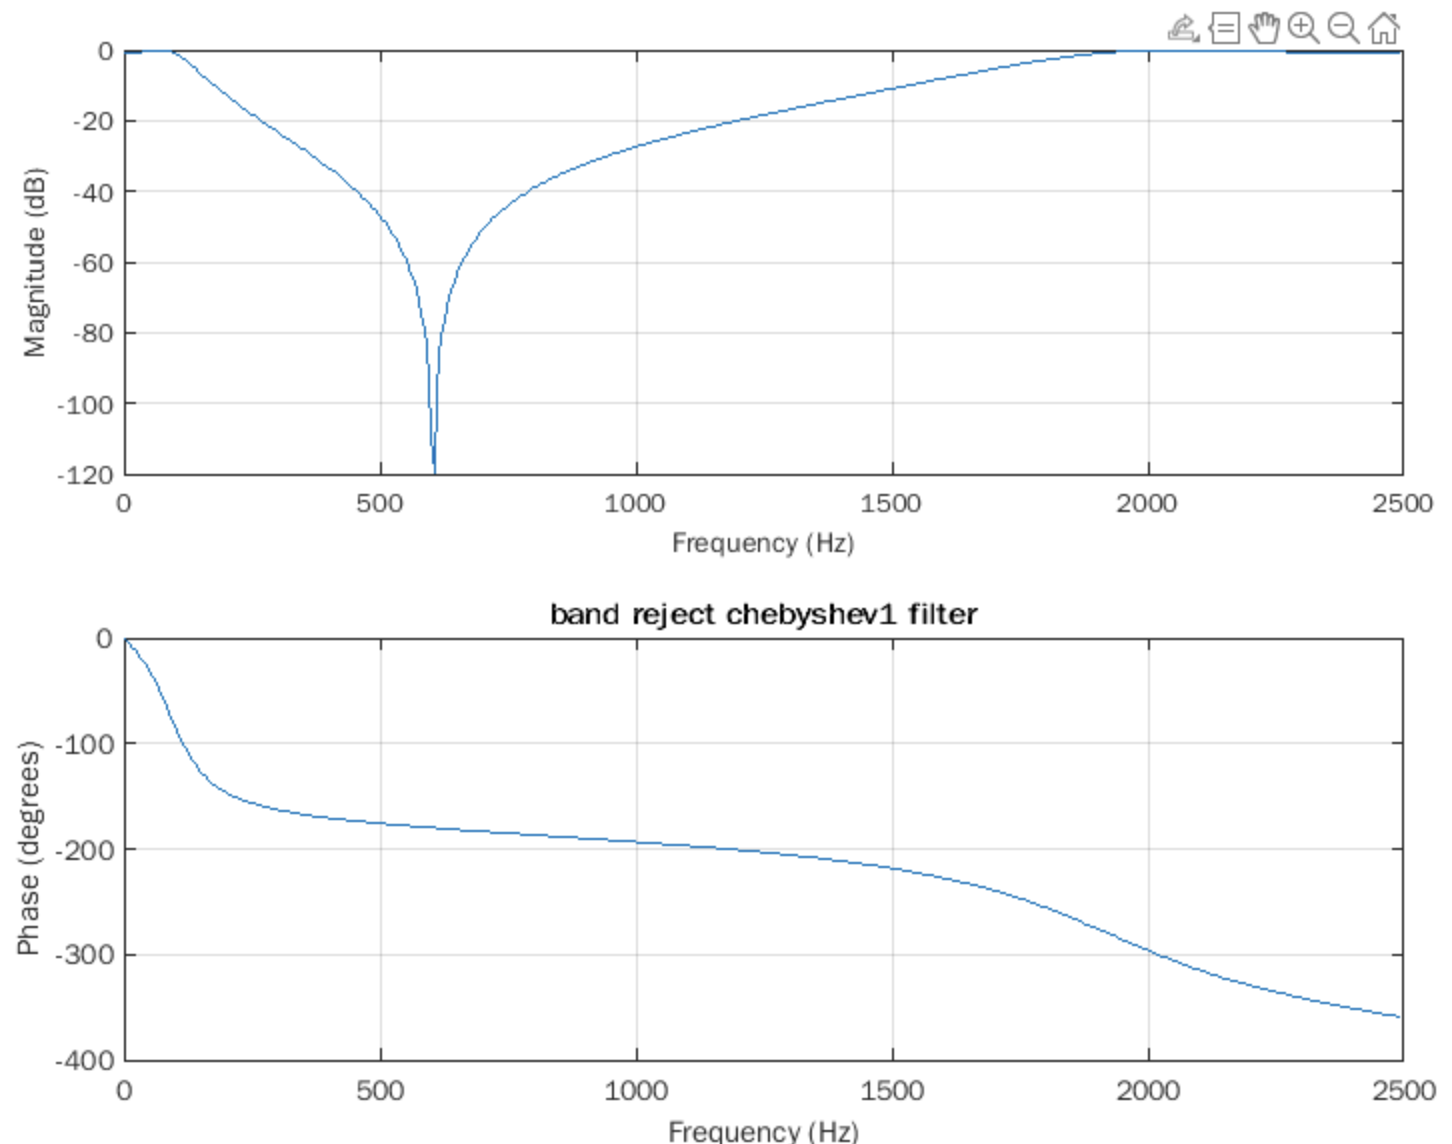 0
-20
-40
-60
-80
-100
-120
Magnitude (dB)
0 500 1000 1500 2000 2500
Frequency (Hz)
band reject chebyshev1 filter
0
-100
-200
-300
-400
Phase (degrees)
0 500 1000 1500 2000 2500
Frequency (Hz)